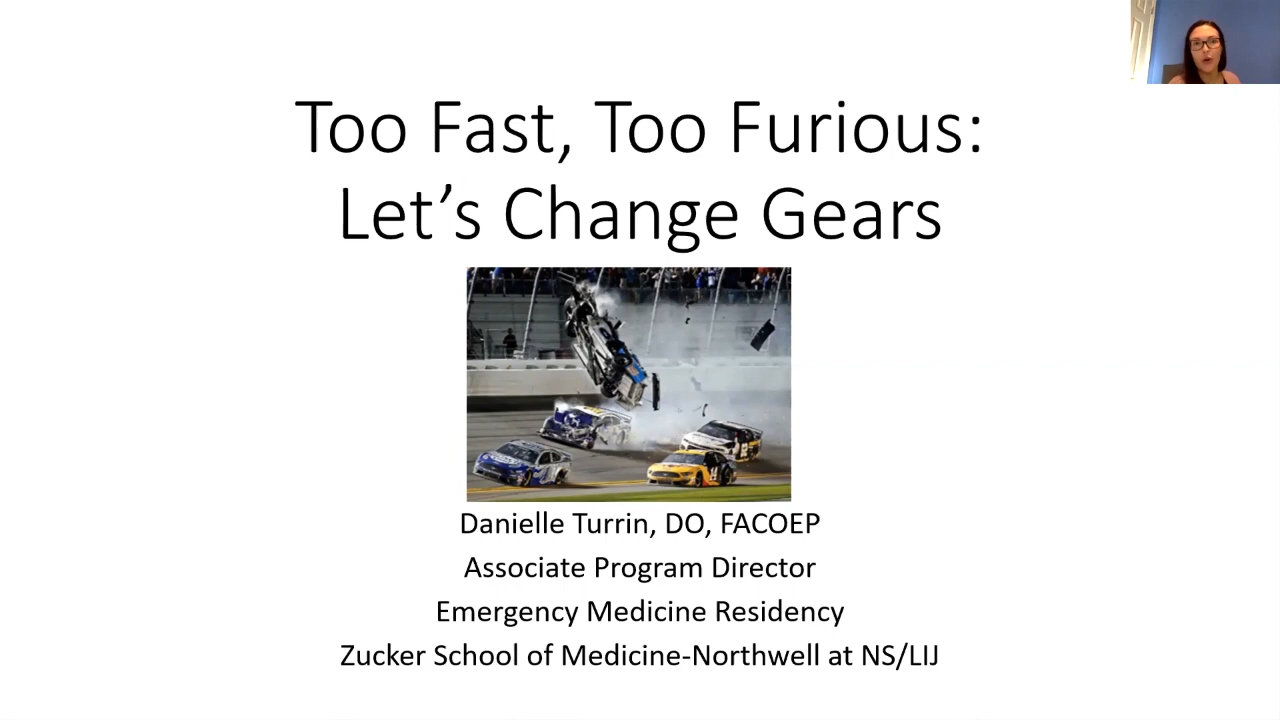 Too Fast, Too Furious:
Let’s Change Gears
Danielle Turrin, DO, FACOEP
Associate Program Director
Emergency Medicine Residency
Zucker School of Medicine-Northwell at NS/LIJ